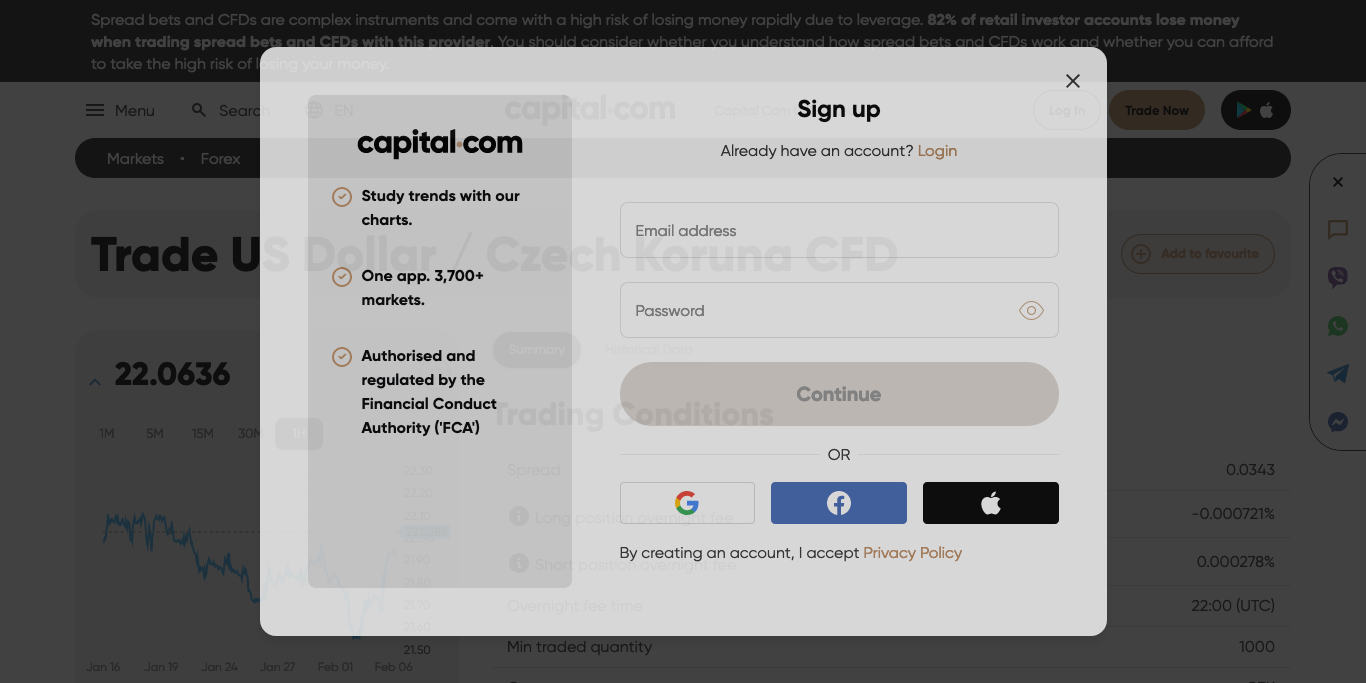 Spread bets and CFDs are complex instruments and come with a high risk of losing money rapidly due to leverage. 82% of retail investor accounts lose money
when trading spread bets and CFDs with this provider. You should consider whether you understand how spread bets and CFDs work and whether you can afford
to take the high risk of losing your money.
Menu
Search
EN
capital.com
Capital Com
Log In
Trade Now
Markets • Forex
Trade US Dollar / Czech Koruna CFD
Add to favourite
22.0636
1M 5M 15M 30M 1H
22.30
22.20
22.10
21.90
21.80
21.70
21.60
21.50
Jan 16 Jan 19 Jan 24 Jan 27 Feb 01 Feb 06
Summary
Historical Data
Trading Conditions
Spread 0.0343
Long position overnight fee -0.000721%
Short position overnight fee 0.000278%
Overnight fee time 22:00 (UTC)
Min traded quantity 1000
capital.com
Study trends with our
charts.
One app. 3,700+
markets.
Authorised and
regulated by the
Financial Conduct
Authority ('FCA')
Sign up
Already have an account? Login
Email address
Password
Continue
OR
By creating an account, I accept Privacy Policy